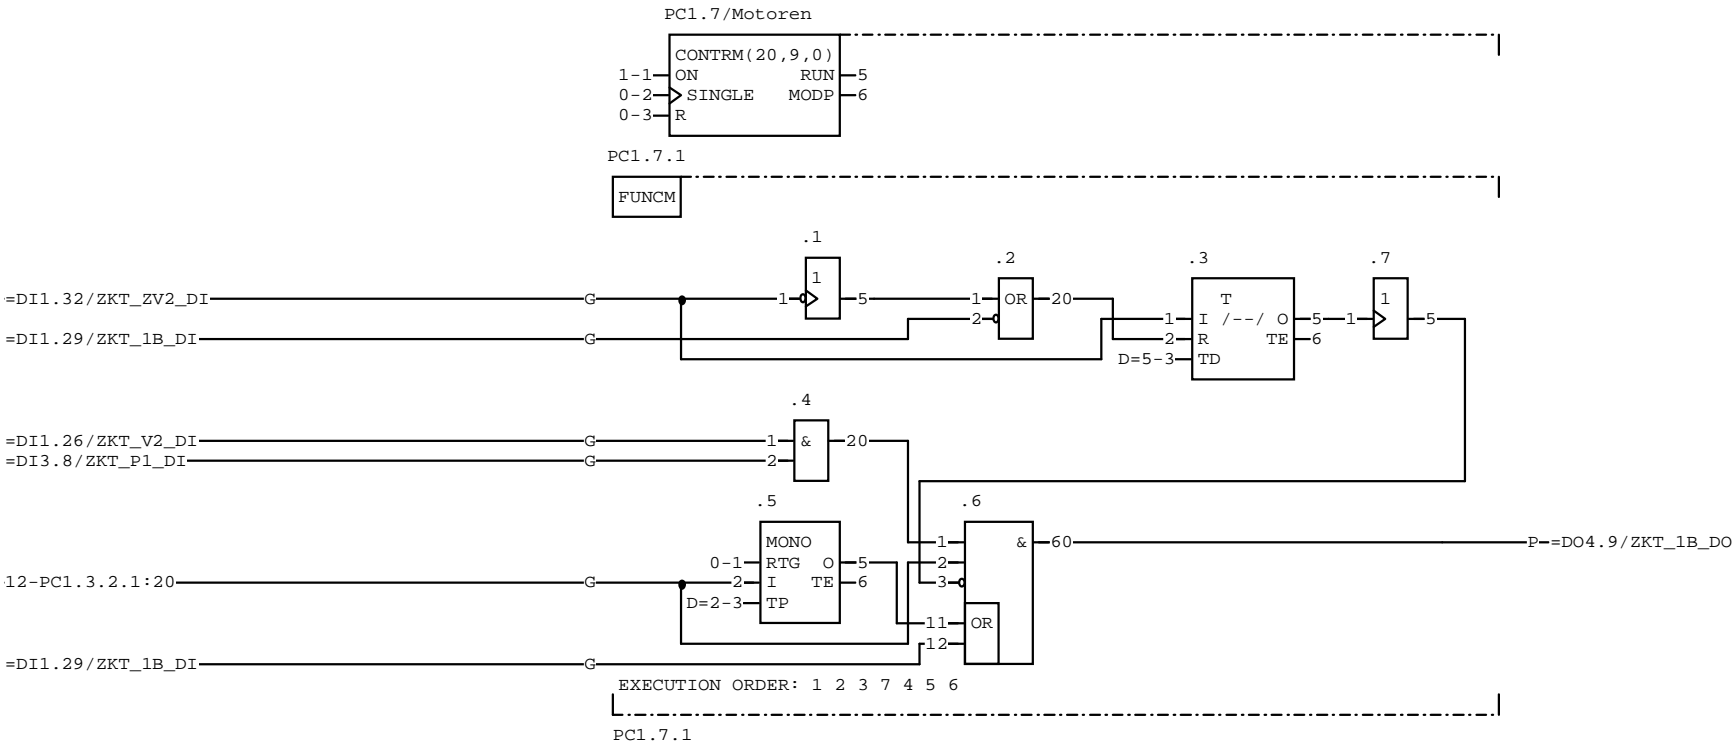 PC1.7/Motoren
CONTRM(20,9,0)
1-1 ON RUN 5
0-2 SINGLE MODP 6
0-3 R
PC1.7.1
FUNCM
.1
.2 .3 .7
1 T 1
=DI1.32/ZKT_ZV2_DI G 1 5 1 OR 20
2 1 I /--/ O 5 1 5
=DI1.29/ZKT_1B_DI G 2 R TE 6
D=5-3 TD
.4
=DI1.26/ZKT_V2_DI G 1 & 20
=DI3.8/ZKT_P1_DI G 2
.5 .6
MONO 1 & 60 P =DO4.9/ZKT_1B_DO
0-1 RTG O 5 2
12-PC1.3.2.1:20 G 2 I TE 6 3
D=2-3 TP
11 OR
12
=DI1.29/ZKT_1B_DI G
EXECUTION ORDER: 1 2 3 7 4 5 6
PC1.7.1